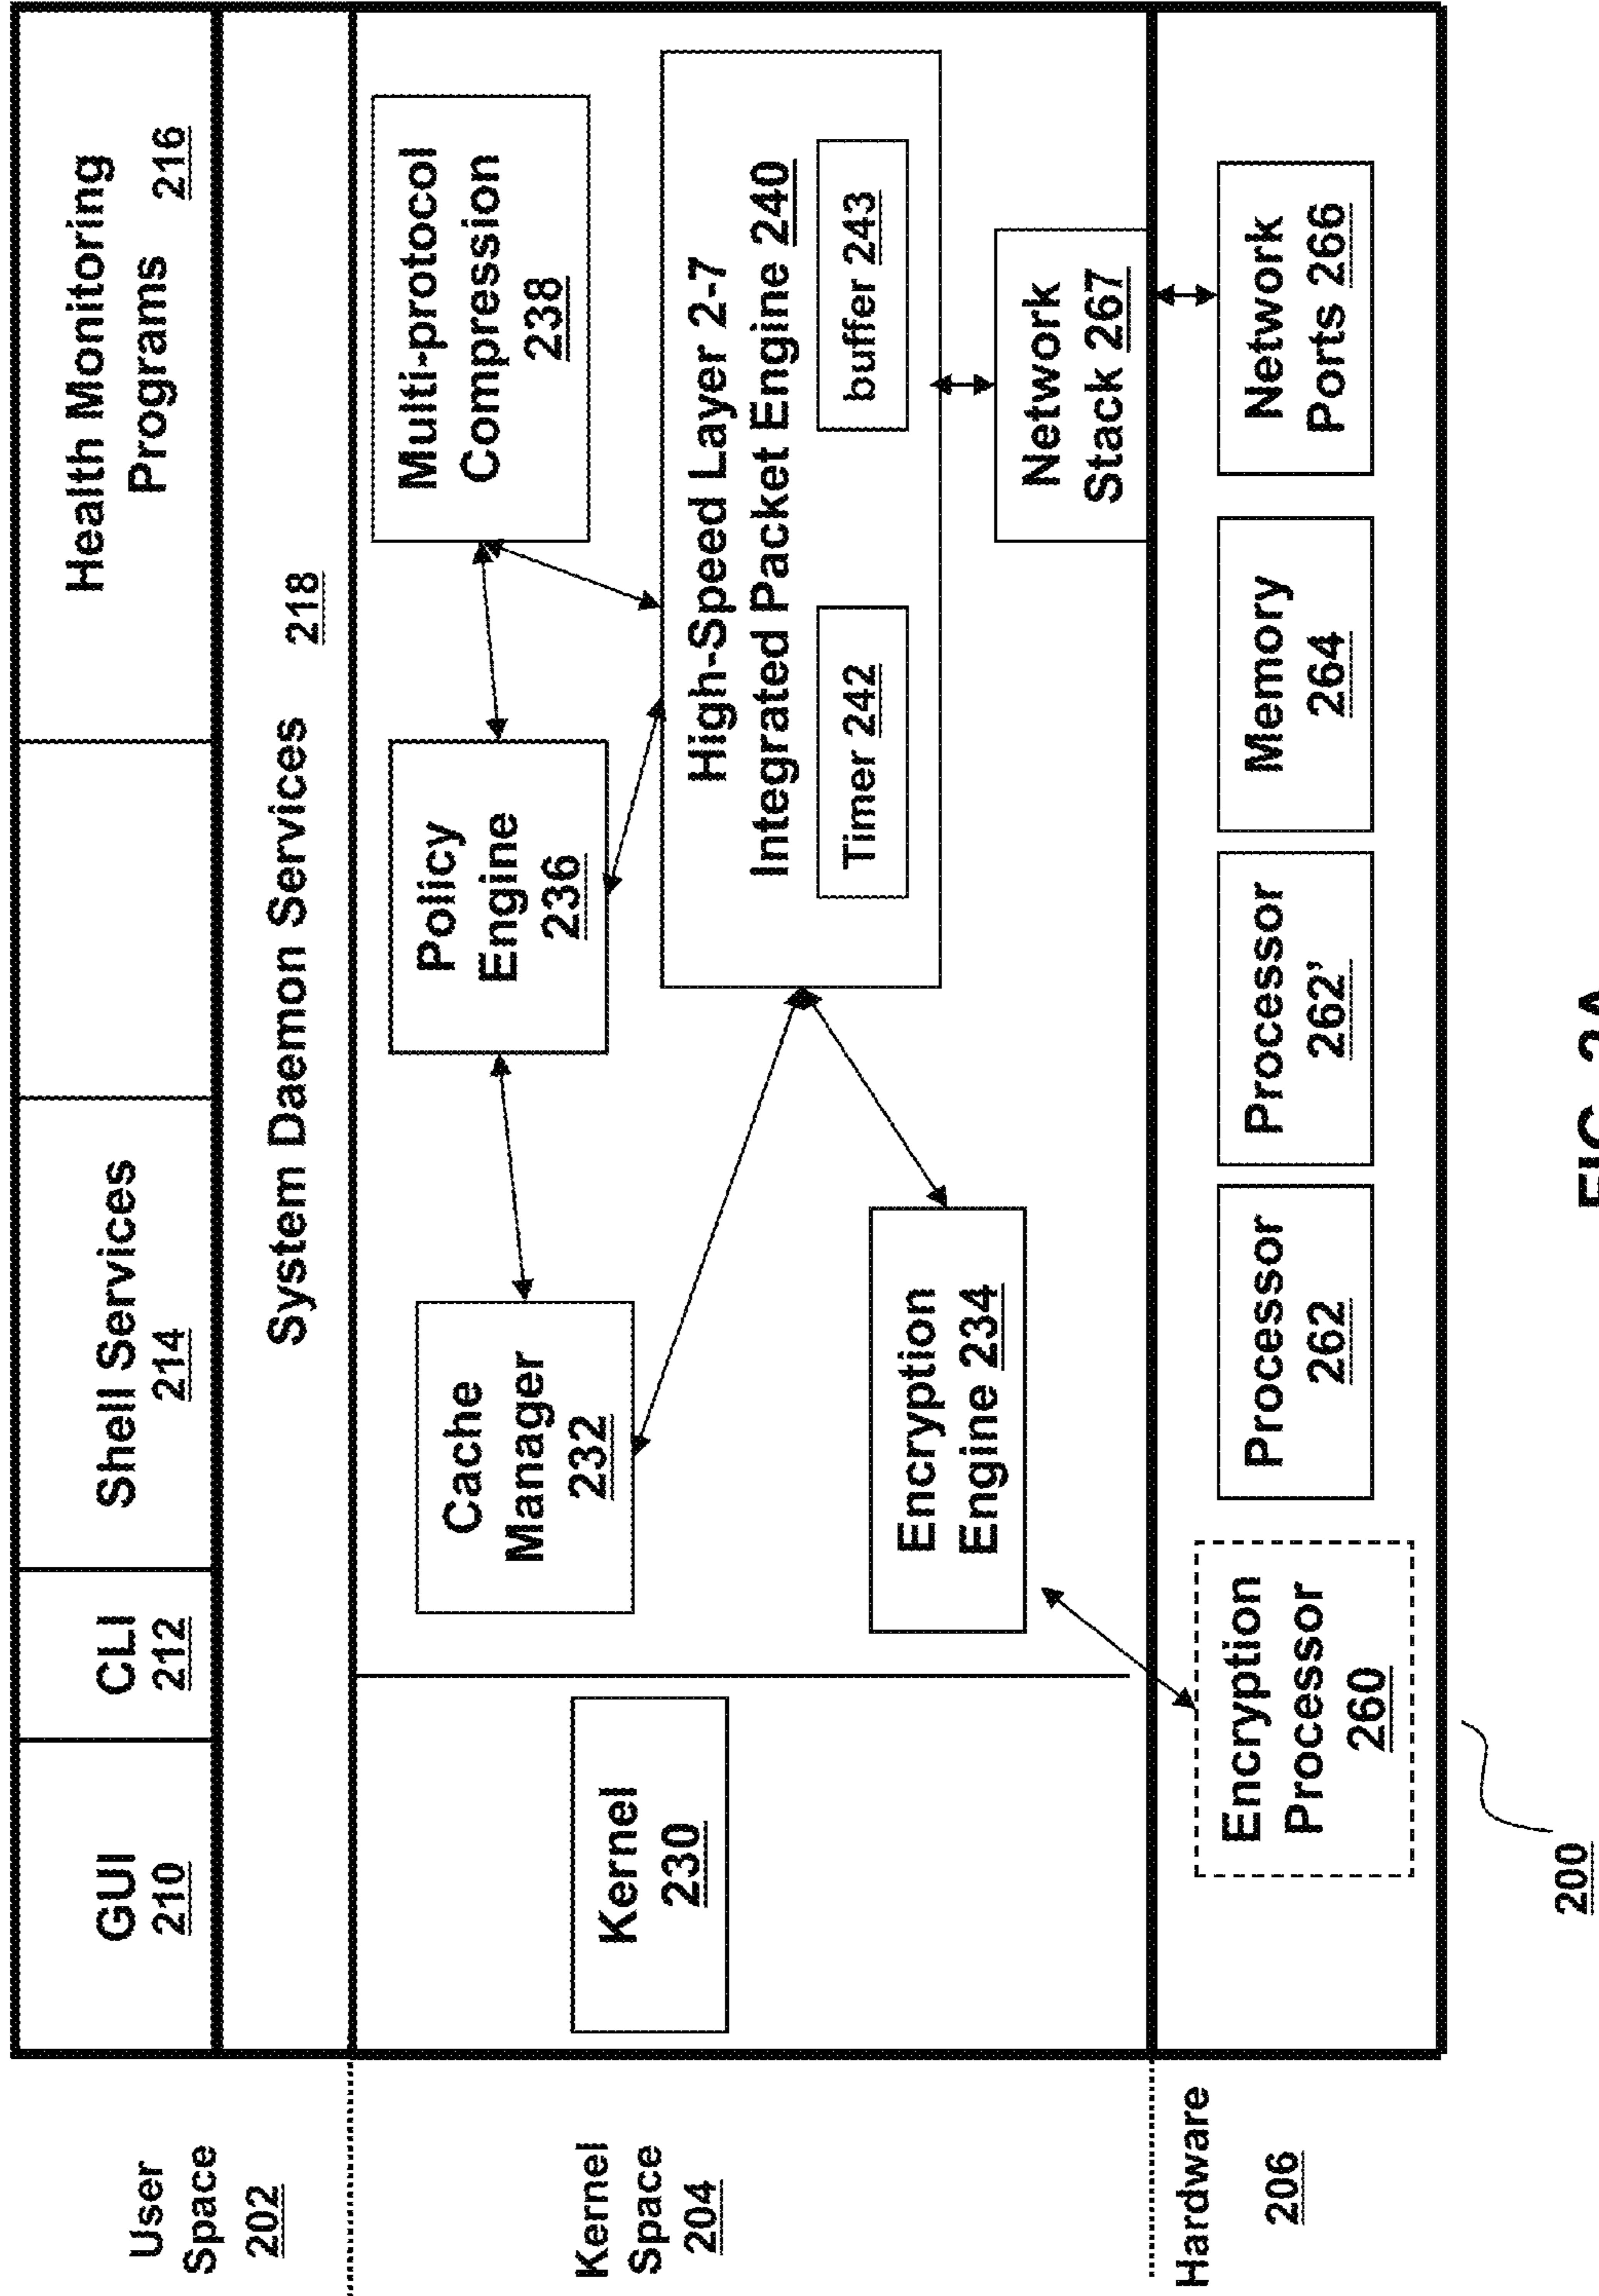 User
Space
202
GUI
210
CLI
212
Shell Services
214
Health Monitoring
Programs 216
System Daemon Services 218
Kernel
Space
204
Kernel
230
Cache
Manager
232
Policy
Engine
236
Multi-protocol
Compression
238
High-Speed Layer 2-7
Integrated Packet Engine 240
Timer 242
buffer 243
Encryption
Engine 234
Network
Stack 267
Hardware
206
Encryption
Processor
260
Processor
262
Processor
262’
Memory
264
Network
Ports 266
200